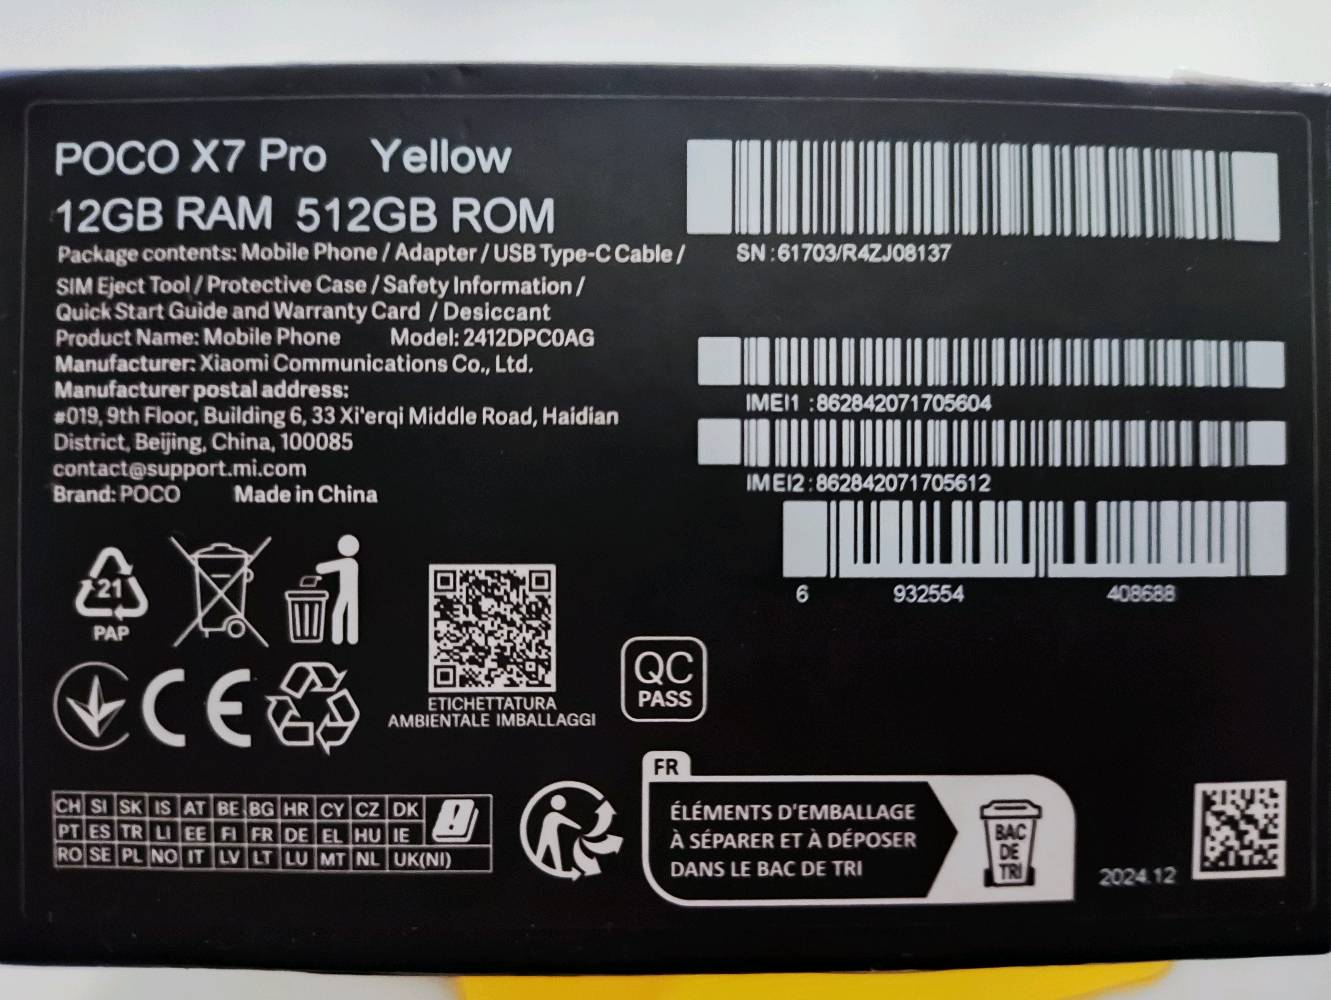 POCO X7 Pro Yellow
12GB RAM 512GB ROM
Package contents: Mobile Phone / Adapter / USB Type-C Cable /
SIM Eject Tool / Protective Case / Safety Information /
Quick Start Guide and Warranty Card / Desiccant
Product Name: Mobile Phone Model: 2412DPC0AG
Manufacturer: Xiaomi Communications Co., Ltd.
Manufacturer postal address:
#019, 9th Floor, Building 6, 33 Xi'erqi Middle Road, Haidian
District, Beijing, China, 100085
contact@support.mi.com
Brand: POCO Made in China
SN:61703/R4ZJ08137
IMEI1 :862842071705604
IMEI2:862842071705612
6 932554 408688
21
PAP
CE
ETICHETTATURA
AMBIENTALE IMBALLAGGI
QC
PASS
CH SI SK IS AT BE BG HR CY CZ DK
PT ES TR LI EE FI FR DE EL HU IE
RO SE PL NO IT LV LT LU MT NL UK(NI)
FR
ÉLÉMENTS D'EMBALLAGE
À SÉPARER ET À DÉPOSER
DANS LE BAC DE TRI
BAC
DE
TRI
2024.12